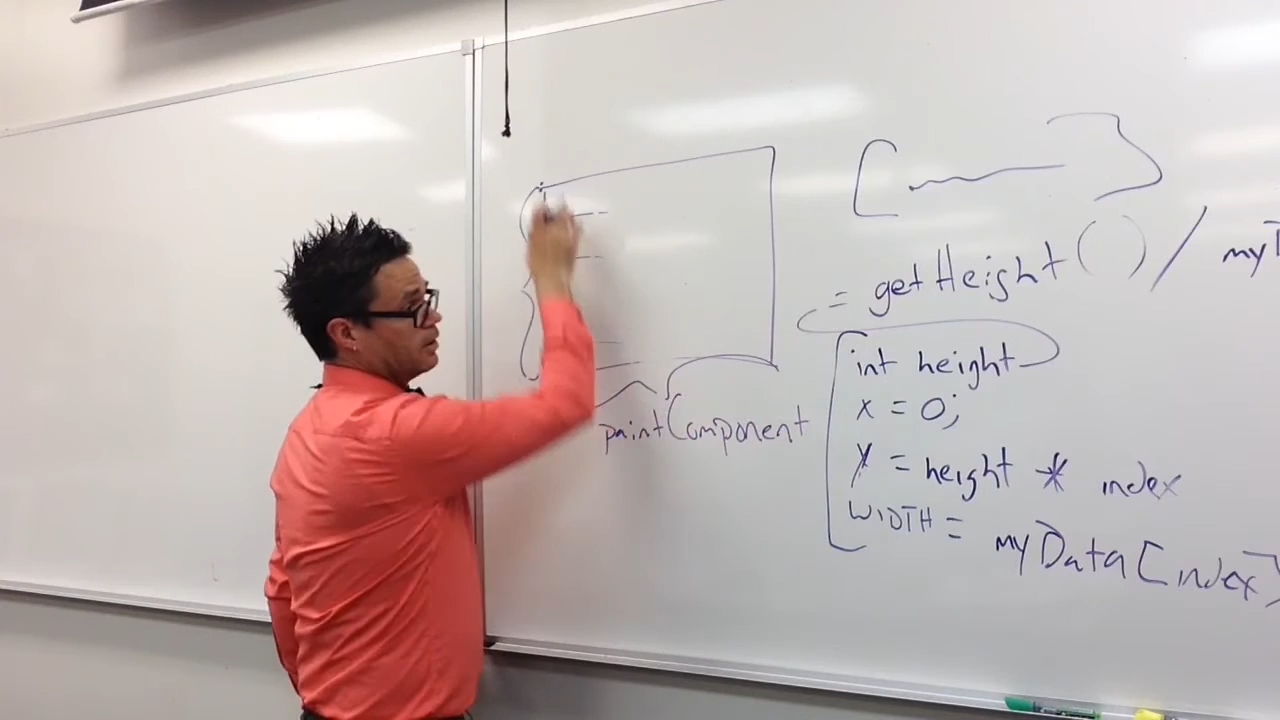 = getHeight() / my
int height
x = 0;
y = height * index
WIDTH =
myData[index]
paintComponent